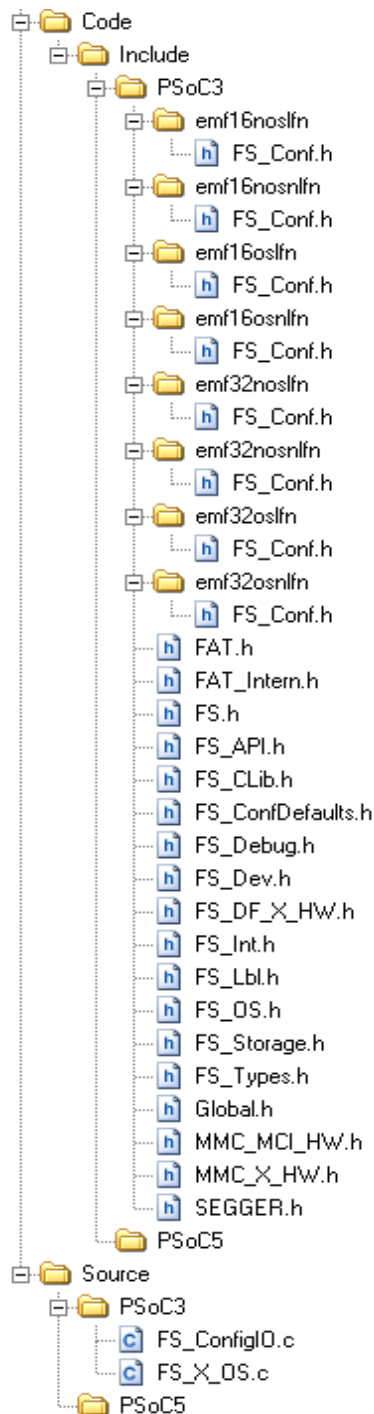 Code
Include
PSoC3
emf16noslfn
FS_Conf.h
emf16nosnlfn
FS_Conf.h
emf16oslfn
FS_Conf.h
emf16osnlfn
FS_Conf.h
emf32noslfn
FS_Conf.h
emf32nosnlfn
FS_Conf.h
emf32oslfn
FS_Conf.h
emf32osnlfn
FS_Conf.h
FAT.h
FAT_Intern.h
FS.h
FS_API.h
FS_CLib.h
FS_ConfDefaults.h
FS_Debug.h
FS_Dev.h
FS_DF_X_HW.h
FS_Int.h
FS_Lbl.h
FS_OS.h
FS_Storage.h
FS_Types.h
Global.h
MMC_MCI_HW.h
MMC_X_HW.h
SEGGER.h
PSoC5
Source
PSoC3
FS_ConfigIO.c
FS_X_OS.c
PSoC5